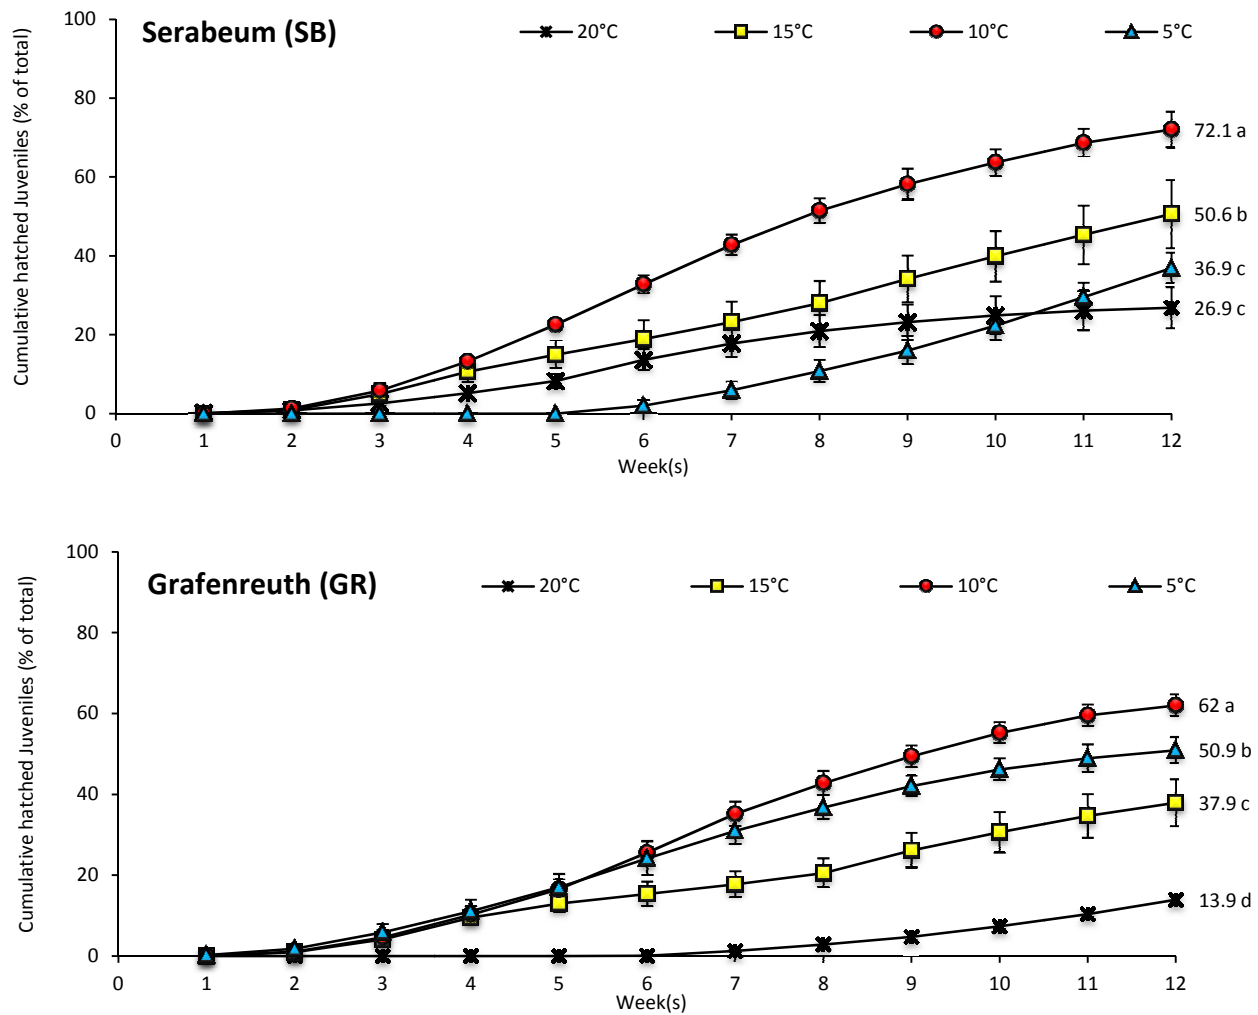 Serabeum (SB)
20°C
15°C
10°C
5°C
Cumulative hatched Juveniles (% of total)
100
80
60
40
20
0
72.1 a
50.6 b
36.9 c
26.9 c
0
1
2
3
4
5
6
7
8
9
10
11
12
Week(s)
Grafenreuth (GR)
20°C
15°C
10°C
5°C
Cumulative hatched Juveniles (% of total)
100
80
60
40
20
0
62 a
50.9 b
37.9 c
13.9 d
0
1
2
3
4
5
6
7
8
9
10
11
12
Week(s)